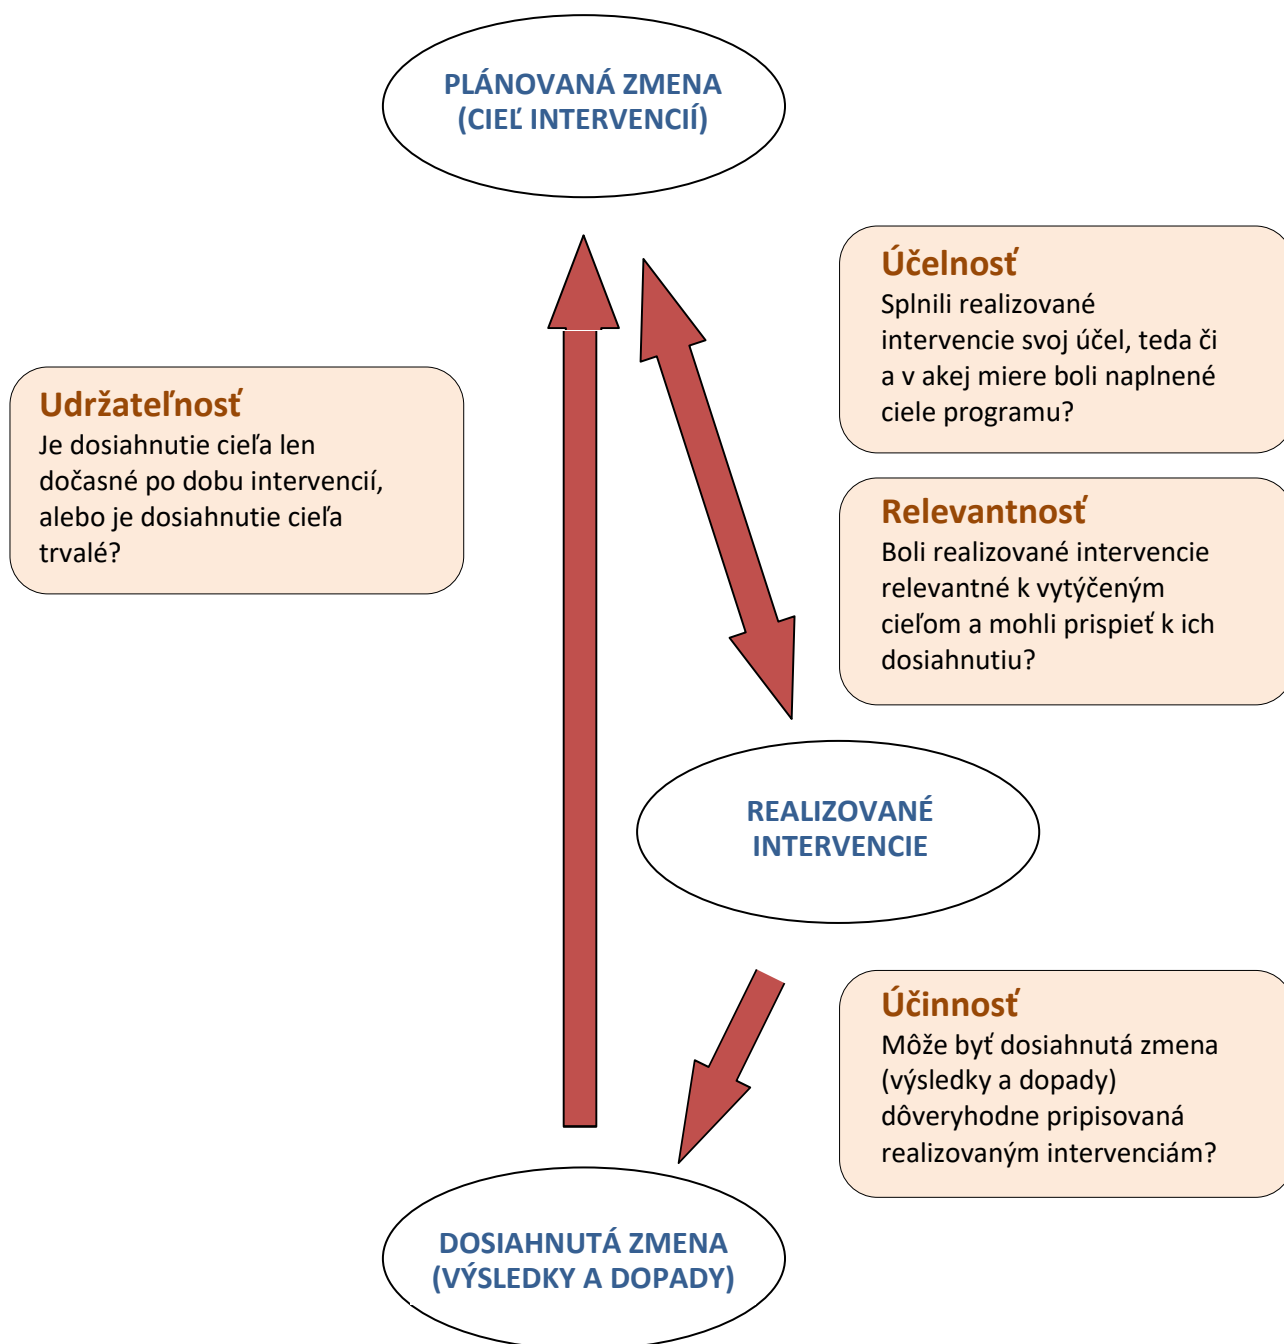 PLÁNOVANÁ ZMENA
(CIEĽ INTERVENCIÍ)
Účelnosť
Splnili realizované
intervencie svoj účel, teda či
a v akej miere boli naplnené
ciele programu?
Udržateľnosť
Je dosiahnutie cieľa len
dočasné po dobu intervencií,
alebo je dosiahnutie cieľa
trvalé?
Relevantnosť
Boli realizované intervencie
relevantné k vytýčeným
cieľom a mohli prispieť k ich
dosiahnutiu?
REALIZOVANÉ
INTERVENCIE
Účinnosť
Môže byť dosiahnutá zmena
(výsledky a dopady)
dôveryhodne pripisovaná
realizovaným intervenciám?
DOSIAHNUTÁ ZMENA
(VÝSLEDKY A DOPADY)